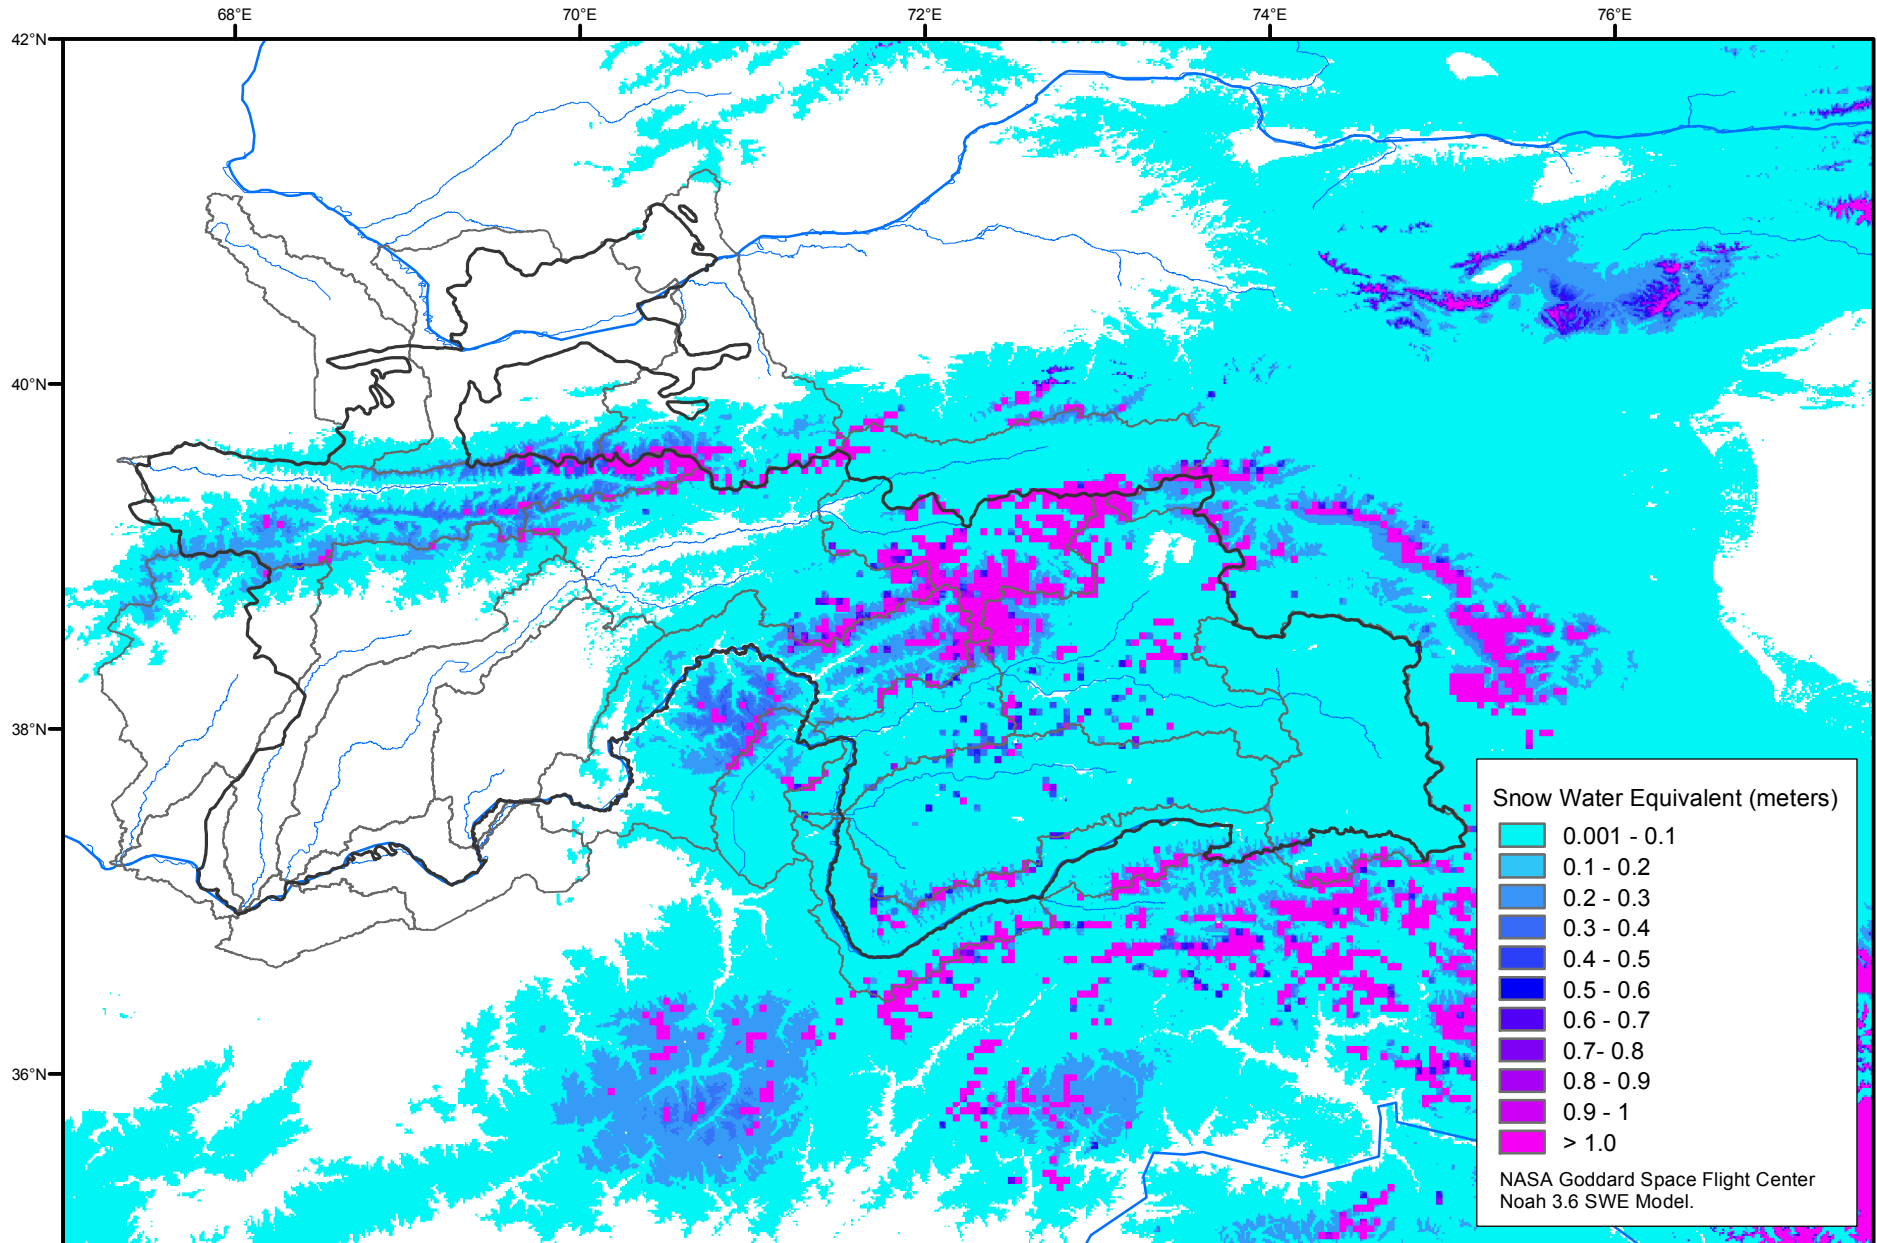 68°E
70°E
72°E
74°E
76°E
42°N
40°N
38°N
36°N
Snow Water Equivalent (meters)
0.001 - 0.1
0.1 - 0.2
0.2 - 0.3
0.3 - 0.4
0.4 - 0.5
0.5 - 0.6
0.6 - 0.7
0.7- 0.8
0.8 - 0.9
0.9 - 1
> 1.0
NASA Goddard Space Flight Center
Noah 3.6 SWE Model.